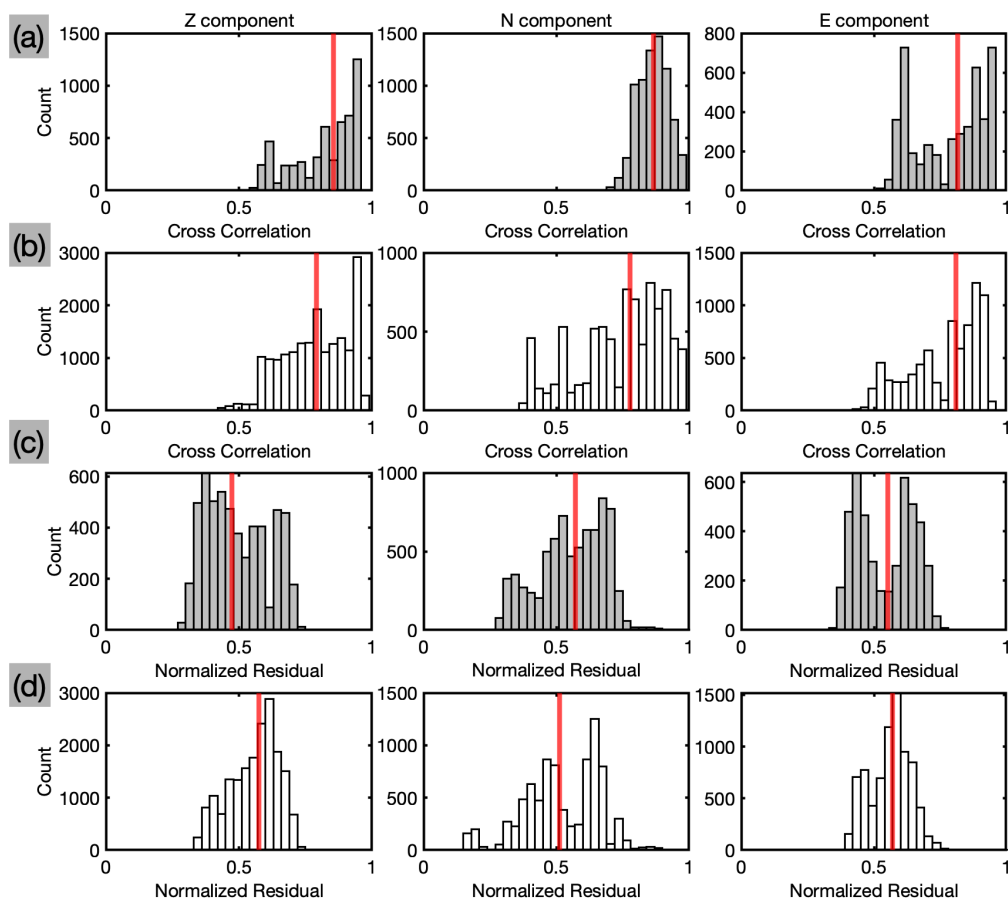 Z component N component E component
(a)
1500 1500 800
1000 1000 600
Count
400
500 500
200
0 0 0
0 0.5 1 0 0.5 1 0 0.5 1
Cross Correlation Cross Correlation Cross Correlation
(b)
3000 1000 1500
2000 1000
Count
500
1000 500
0 0 0
0 0.5 1 0 0.5 1 0 0.5 1
Cross Correlation Cross Correlation Cross Correlation
(c)
600 1000 600
400 400
Count
500
200 200
0 0 0
0 0.5 1 0 0.5 1 0 0.5 1
Normalized Residual Normalized Residual Normalized Residual
(d)
3000 1500 1500
2000 1000 1000
Count
1000 500 500
0 0 0
0 0.5 1 0 0.5 1 0 0.5 1
Normalized Residual Normalized Residual Normalized Residual